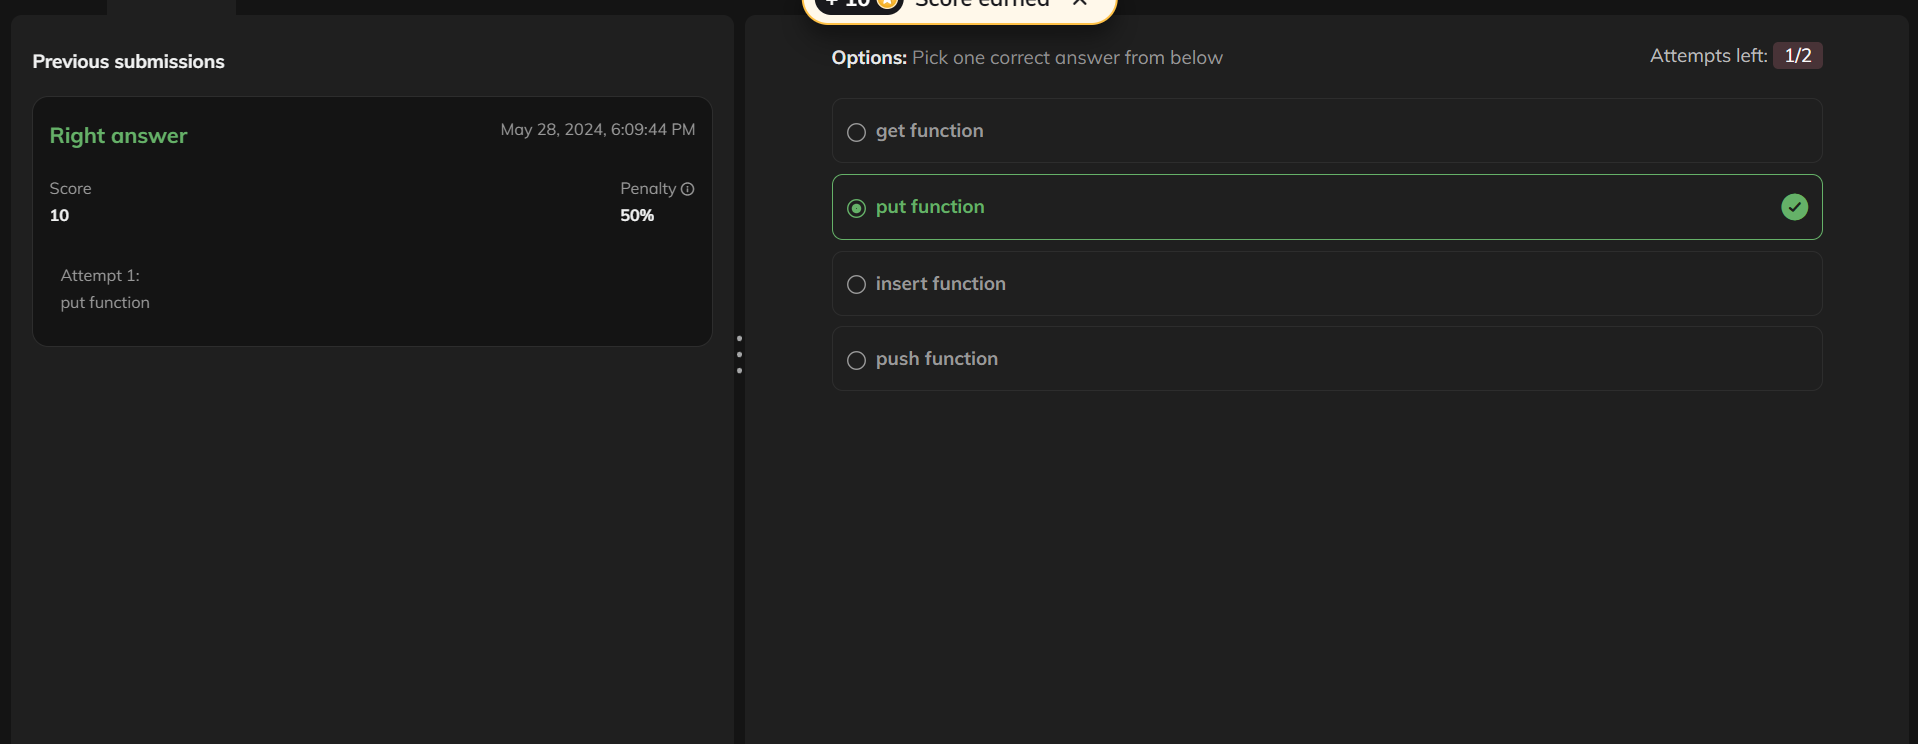 + 10 Score earned
Previous submissions
Right answer
May 28, 2024, 6:09:44 PM
Score
Penalty
10
50%
Attempt 1:
put function
Options: Pick one correct answer from below
Attempts left: 1/2
get function
put function
insert function
push function